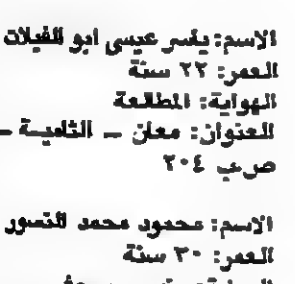 الاسم: ياسر عيسى ابو الفيلات
العمر: ٢٢ سنة
الهواية: المطالعة
العنوان: معان ـ الثامية ـ
ص.ب ٢٠٤
الاسم: محمود محمد النسور
العمر: ٣٠ سنة